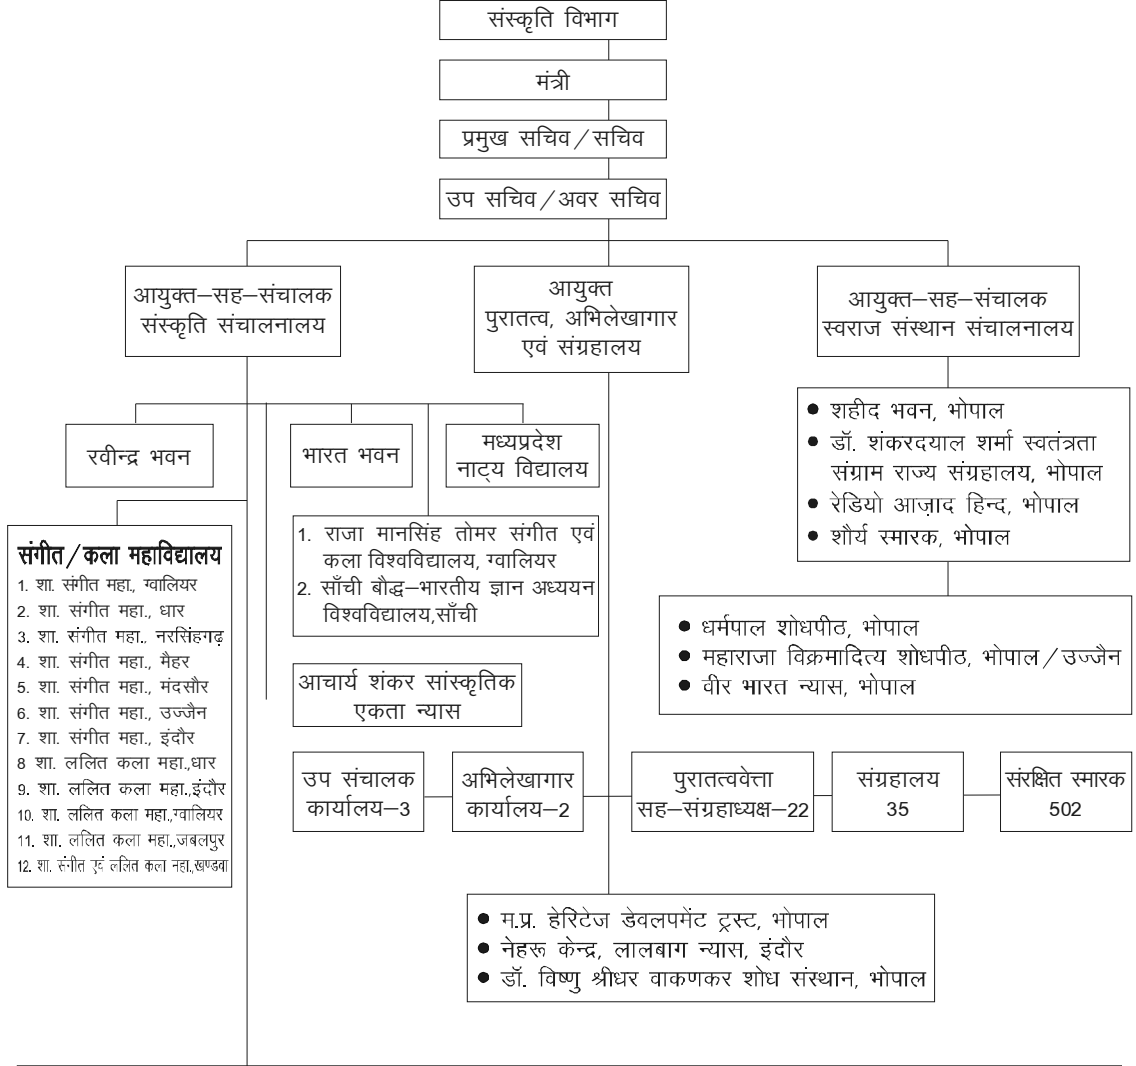 संस्कृति विभाग
मंत्री
प्रमुख सचिव/सचिव
उप सचिव/अवर सचिव
आयुक्त–सह–संचालक
संस्कृति संचालनालय
आयुक्त
पुरातत्व, अभिलेखागार
एवं संग्रहालय
आयुक्त–सह–संचालक
स्वराज संस्थान संचालनालय
रवीन्द्र भवन
भारत भवन
मध्यप्रदेश
नाट्य विद्यालय
● शहीद भवन, भोपाल
● डॉ. शंकरदयाल शर्मा स्वतंत्रता
संग्राम राज्य संग्रहालय, भोपाल
● रेडियो आज़ाद हिन्द, भोपाल
● शौर्य स्मारक, भोपाल
संगीत/कला महाविद्यालय
1. शा. संगीत महा., ग्वालियर
2. शा. संगीत महा., धार
3. शा. संगीत महा., नरसिंहगढ़
4. शा. संगीत महा., मैहर
5. शा. संगीत महा., मंदसौर
6. शा. संगीत महा., उज्जैन
7. शा. संगीत महा., इंदौर
8 शा. ललित कला महा.,धार
9. शा. ललित कला महा.,इंदौर
10. शा. ललित कला महा.,ग्वालियर
11. शा. ललित कला महा.,जबलपुर
12. शा. संगीत एवं ललित कला महा.,खण्डवा
1. राजा मानसिंह तोमर संगीत एवं
कला विश्वविद्यालय, ग्वालियर
2. साँची बौद्ध–भारतीय ज्ञान अध्ययन
विश्वविद्यालय,साँची
आचार्य शंकर सांस्कृतिक
एकता न्यास
● धर्मपाल शोधपीठ, भोपाल
● महाराजा विक्रमादित्य शोधपीठ, भोपाल/उज्जैन
● वीर भारत न्यास, भोपाल
उप संचालक
कार्यालय–3
अभिलेखागार
कार्यालय–2
पुरातत्ववेत्ता
सह–संग्रहाध्यक्ष–22
संग्रहालय
35
संरक्षित स्मारक
502
● म.प्र. हेरिटेज डेवलपमेंट ट्रस्ट, भोपाल
● नेहरू केन्द्र, लालबाग न्यास, इंदौर
● डॉ. विष्णु श्रीधर वाकणकर शोध संस्थान, भोपाल